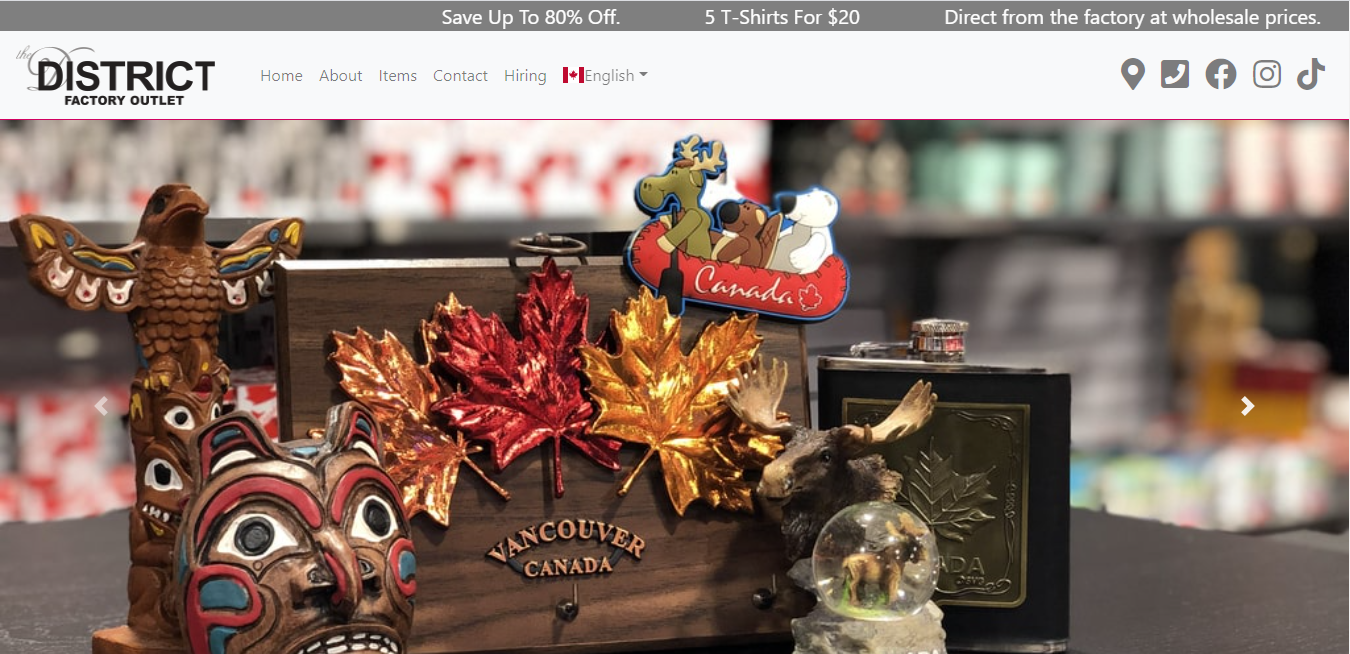 Save Up To 80% Off. 5 T-Shirts For $20 Direct from the factory at wholesale prices.
the D
DISTRICT
FACTORY OUTLET
Home About Items Contact Hiring English
Canada
VANCOUVER
CANADA
ADA